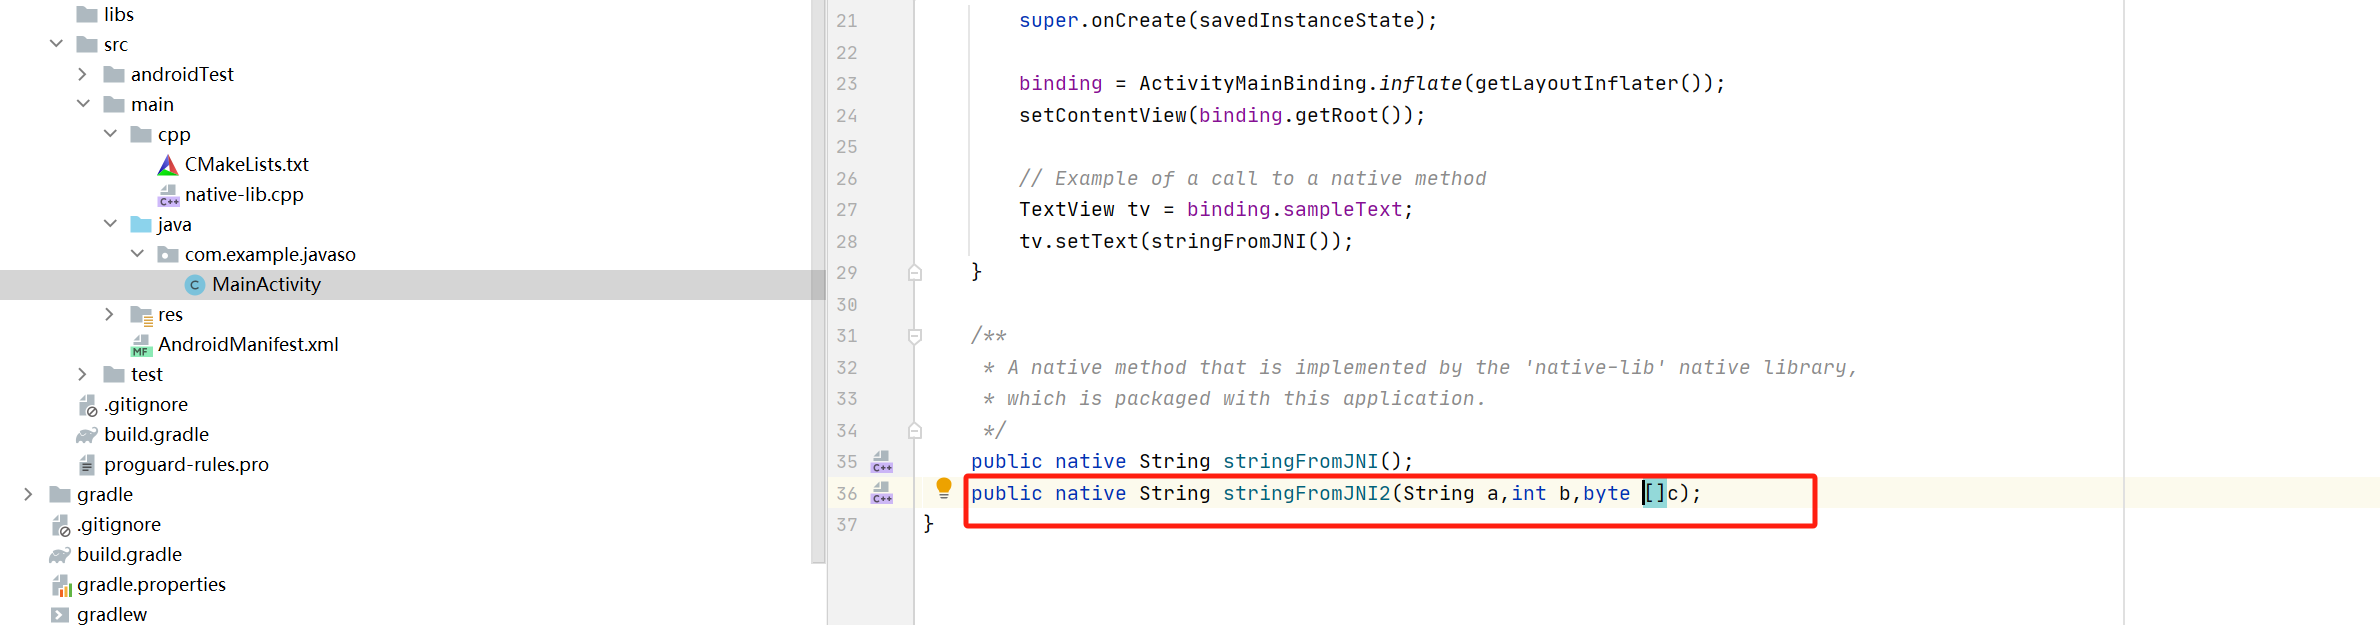 libs
src
androidTest
main
cpp
CMakeLists.txt
native-lib.cpp
java
com.example.javaso
MainActivity
res
AndroidManifest.xml
test
.gitignore
build.gradle
proguard-rules.pro
gradle
.gitignore
build.gradle
gradle.properties
gradlew
21 super.onCreate(savedInstanceState);
22
23 binding = ActivityMainBinding.inflate(getLayoutInflater());
24 setContentView(binding.getRoot());
25
26 // Example of a call to a native method
27 TextView tv = binding.sampleText;
28 tv.setText(stringFromJNI());
29 }
30
31 /**
32 * A native method that is implemented by the 'native-lib' native library,
33 * which is packaged with this application.
34 */
35 public native String stringFromJNI();
36 public native String stringFromJNI2(String a,int b,byte []c);
37 }